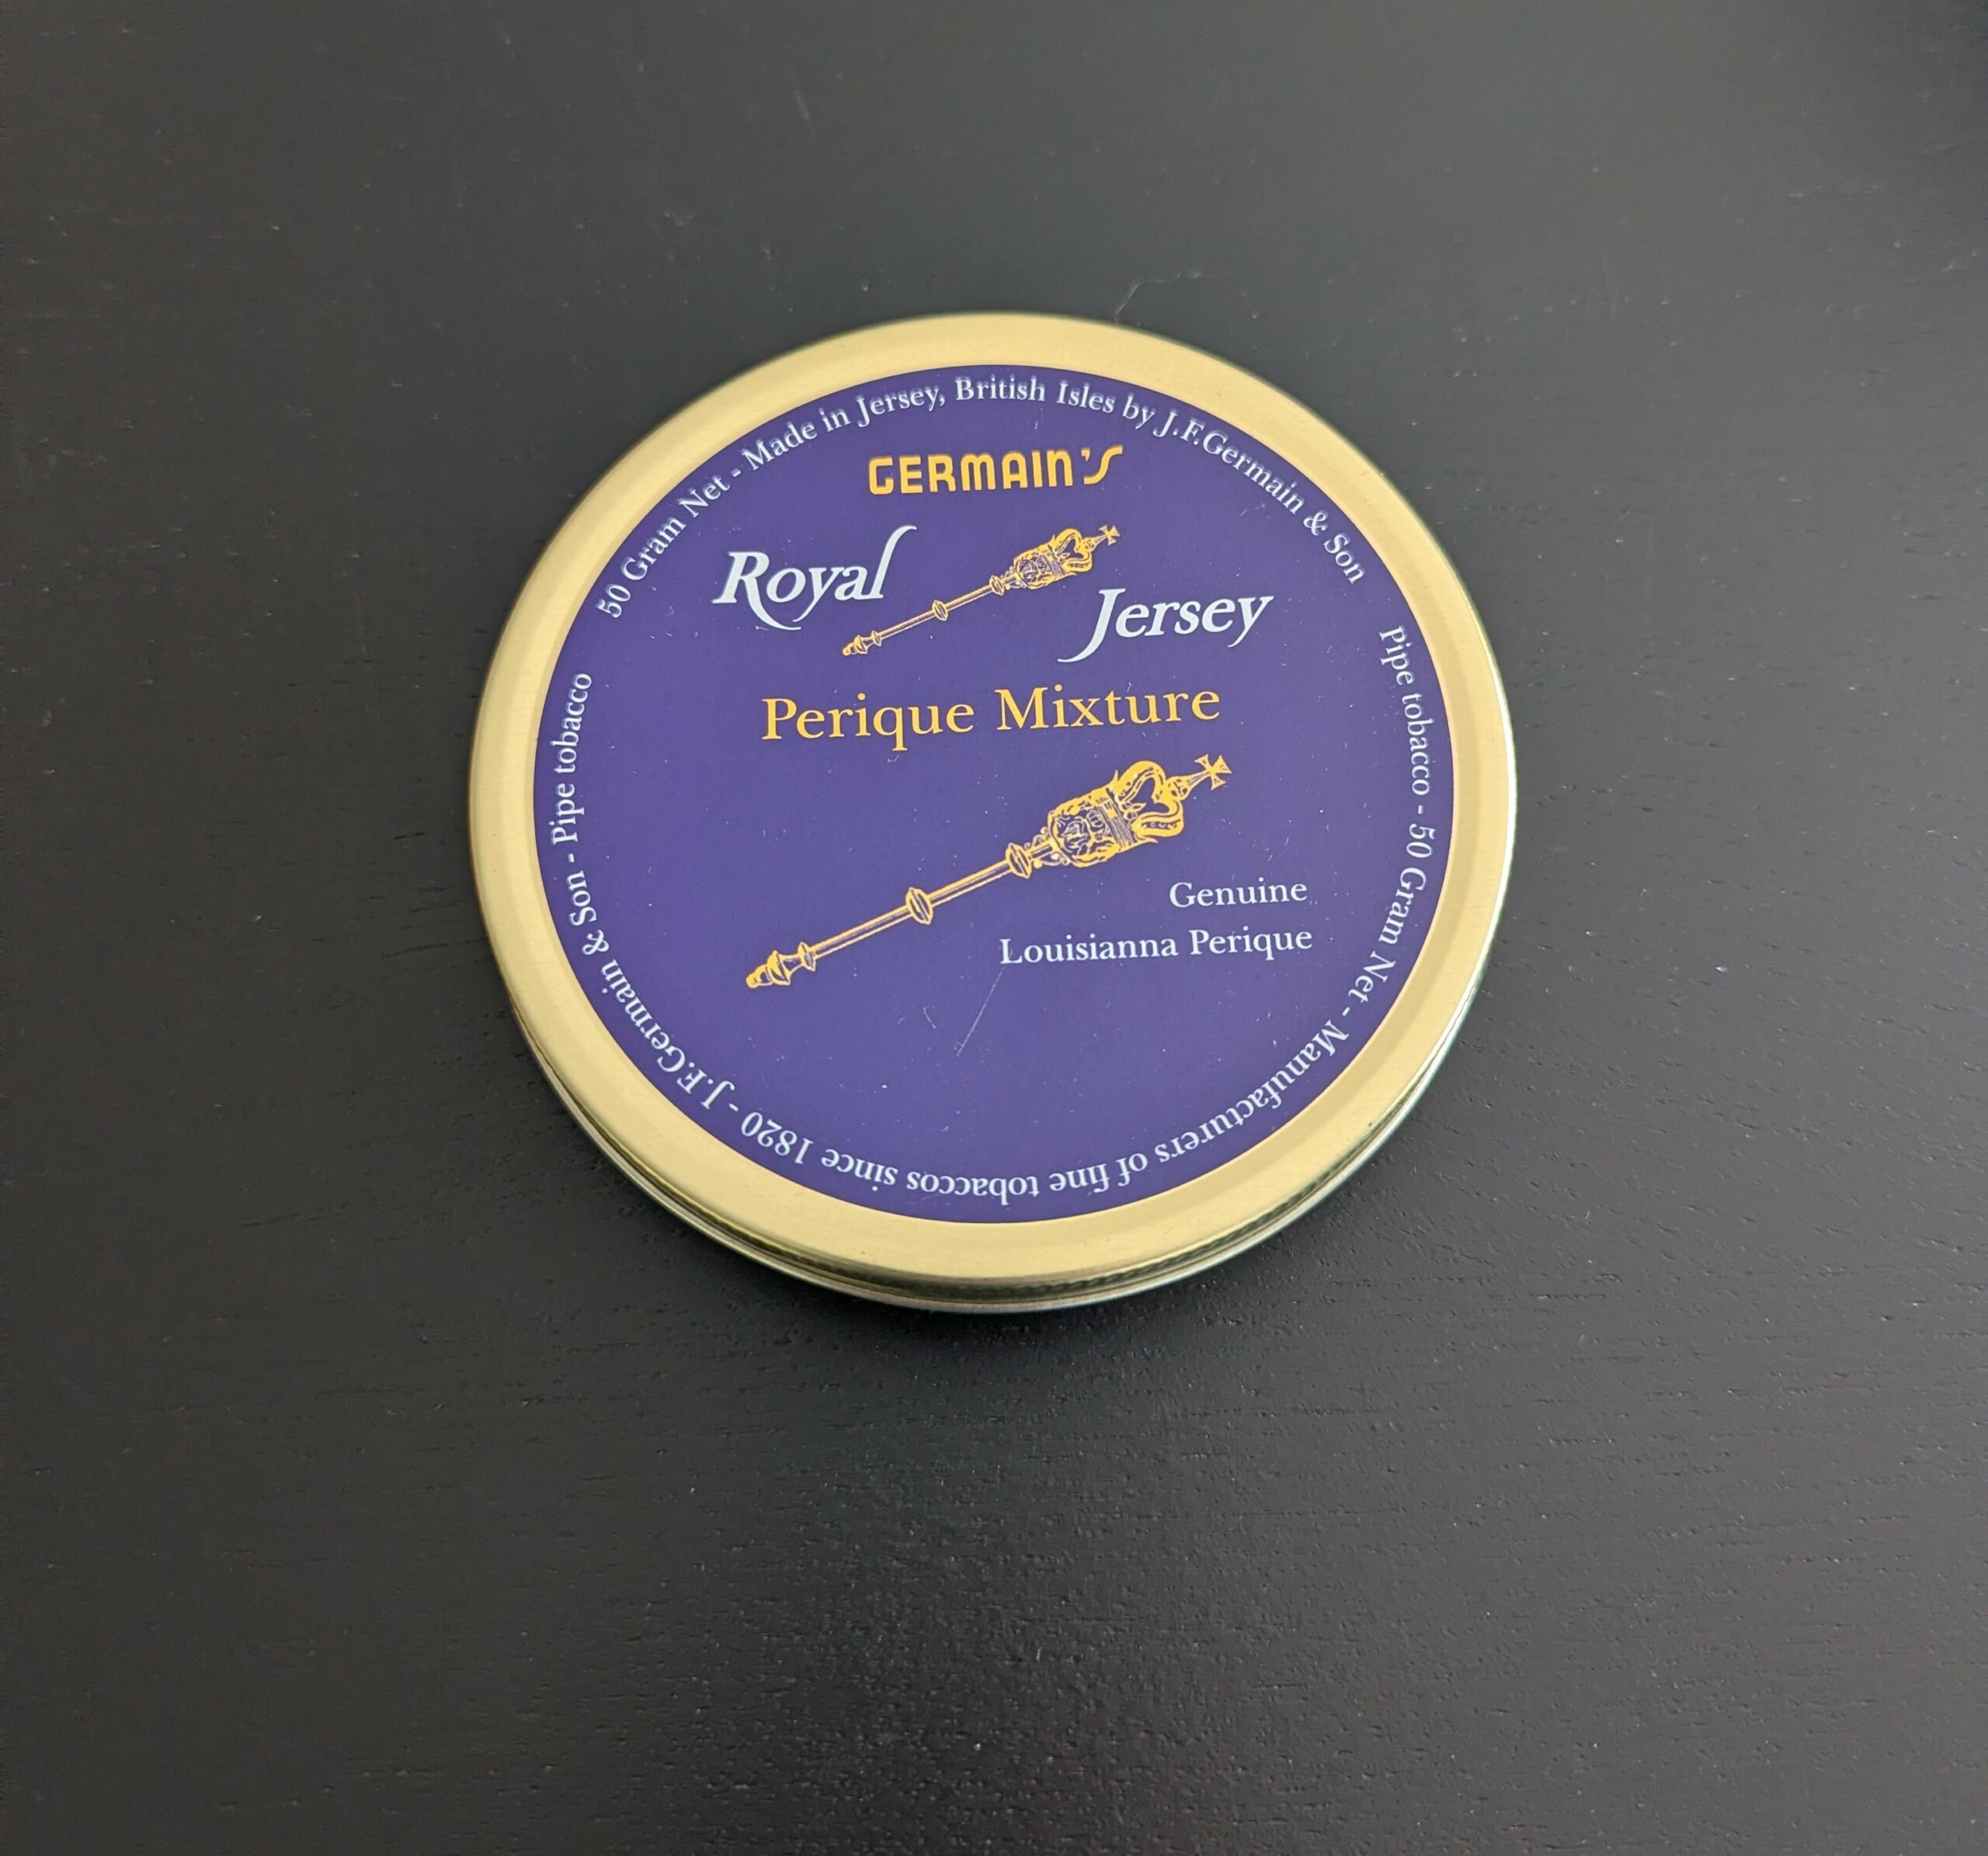 50 Gram Net - Made in Jersey, British Isles by J.F.Germain & Son
GERMAIN'S
Royal
Jersey
Perique Mixture
Genuine
Louisianna Perique
Pipe tobacco - 50 Gram Net - Manufacturers of fine tobaccos since 1820 - J.F.Germain & Son - Pipe tobacco